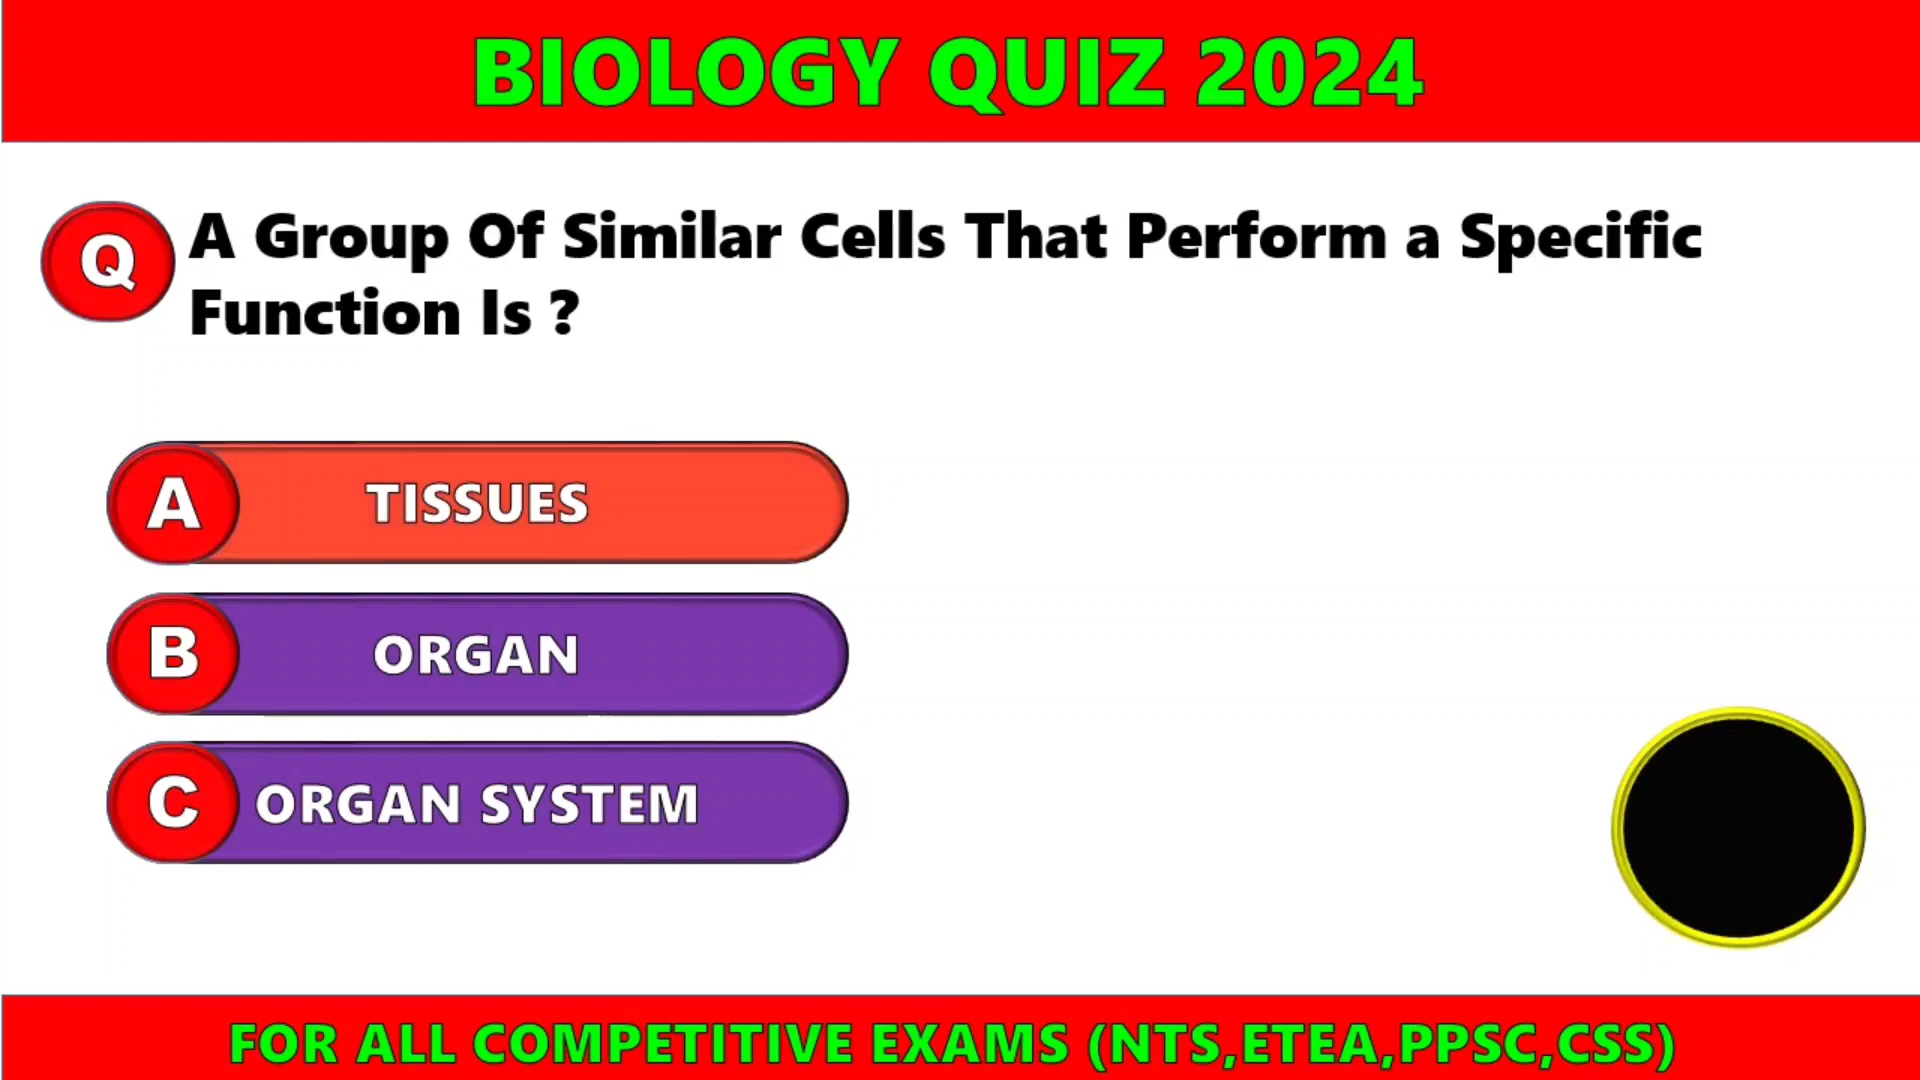 BIOLOGY QUIZ 2024
Q
A Group Of Similar Cells That Perform a Specific
Function Is ?
A TISSUES
B ORGAN
C ORGAN SYSTEM
FOR ALL COMPETITIVE EXAMS (NTS,ETEA,PPSC,CSS)